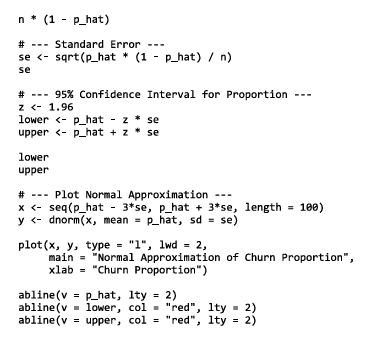 n * (1 - p_hat)
# --- Standard Error ---
se <- sqrt(p_hat * (1 - p_hat) / n)
se
# --- 95% Confidence Interval for Proportion ---
z <- 1.96
lower <- p_hat - z * se
upper <- p_hat + z * se
lower
upper
# --- Plot Normal Approximation ---
x <- seq(p_hat - 3*se, p_hat + 3*se, length = 100)
y <- dnorm(x, mean = p_hat, sd = se)
plot(x, y, type = "l", lwd = 2,
main = "Normal Approximation of Churn Proportion",
xlab = "Churn Proportion")
abline(v = p_hat, lty = 2)
abline(v = lower, col = "red", lty = 2)
abline(v = upper, col = "red", lty = 2)